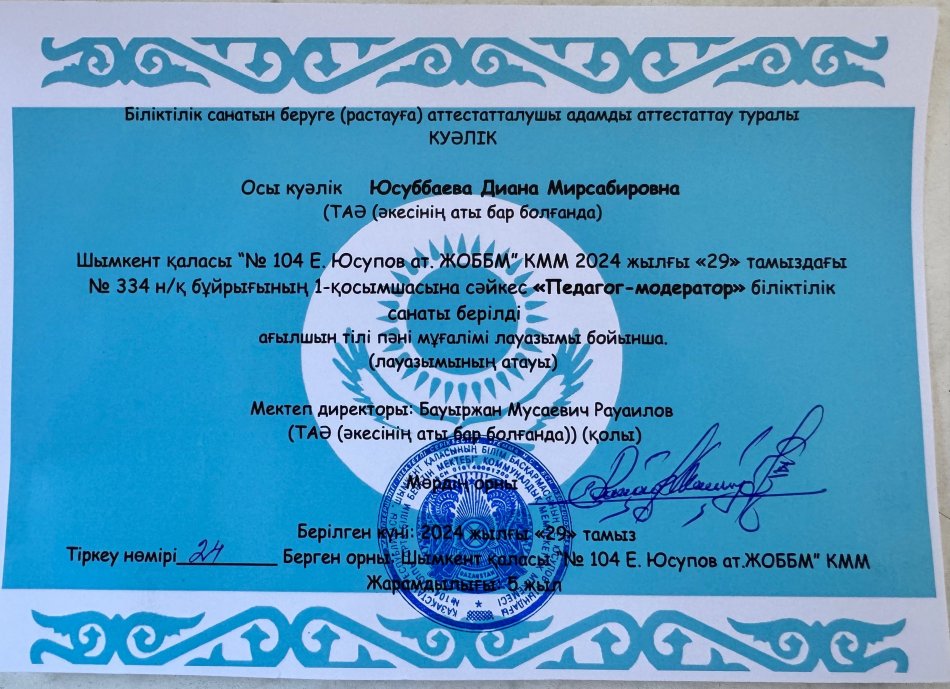 Біліктілік санатын беруге (растауға) аттестатталушы адамды аттестаттау туралы
КУӘЛІК
Осы куәлік Юсуббаева Диана Мирсабировна
(ТАӘ (әкесінің аты бар болғанда)
Шымкент қаласы "№ 104 Е. Юсупов ат. ЖОББМ" КММ 2024 жылғы «29» тамыздағы
№ 334 н/қ бұйрығының 1-қосымшасына сәйкес «Педагог-модератор» біліктілік
санаты берілді
ағылшын тілі пәні мұғалімі лауазымы бойынша.
(лауазымының атауы)
Мектеп директоры: Бауыржан Мусаевич Рауаилов
(ТАӘ (әкесінің аты бар болғанда)) (қолы)
Мөрдің орны
Берілген күні: 2024 жылғы «29» тамыз
Тіркеу нөмірі 24 Берген орны: Шымкент қаласы "№ 104 Е. Юсупов ат.ЖОББМ" КММ
Жарамдылығы: 5 жыл
ҚАЗАҚСТАН